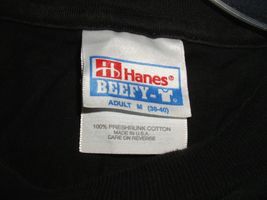 Hanes®
BEEFY-T
ADULT M (38-40)
100% PRESHRUNK COTTON
MADE IN U.S.A.
CARE ON REVERSE